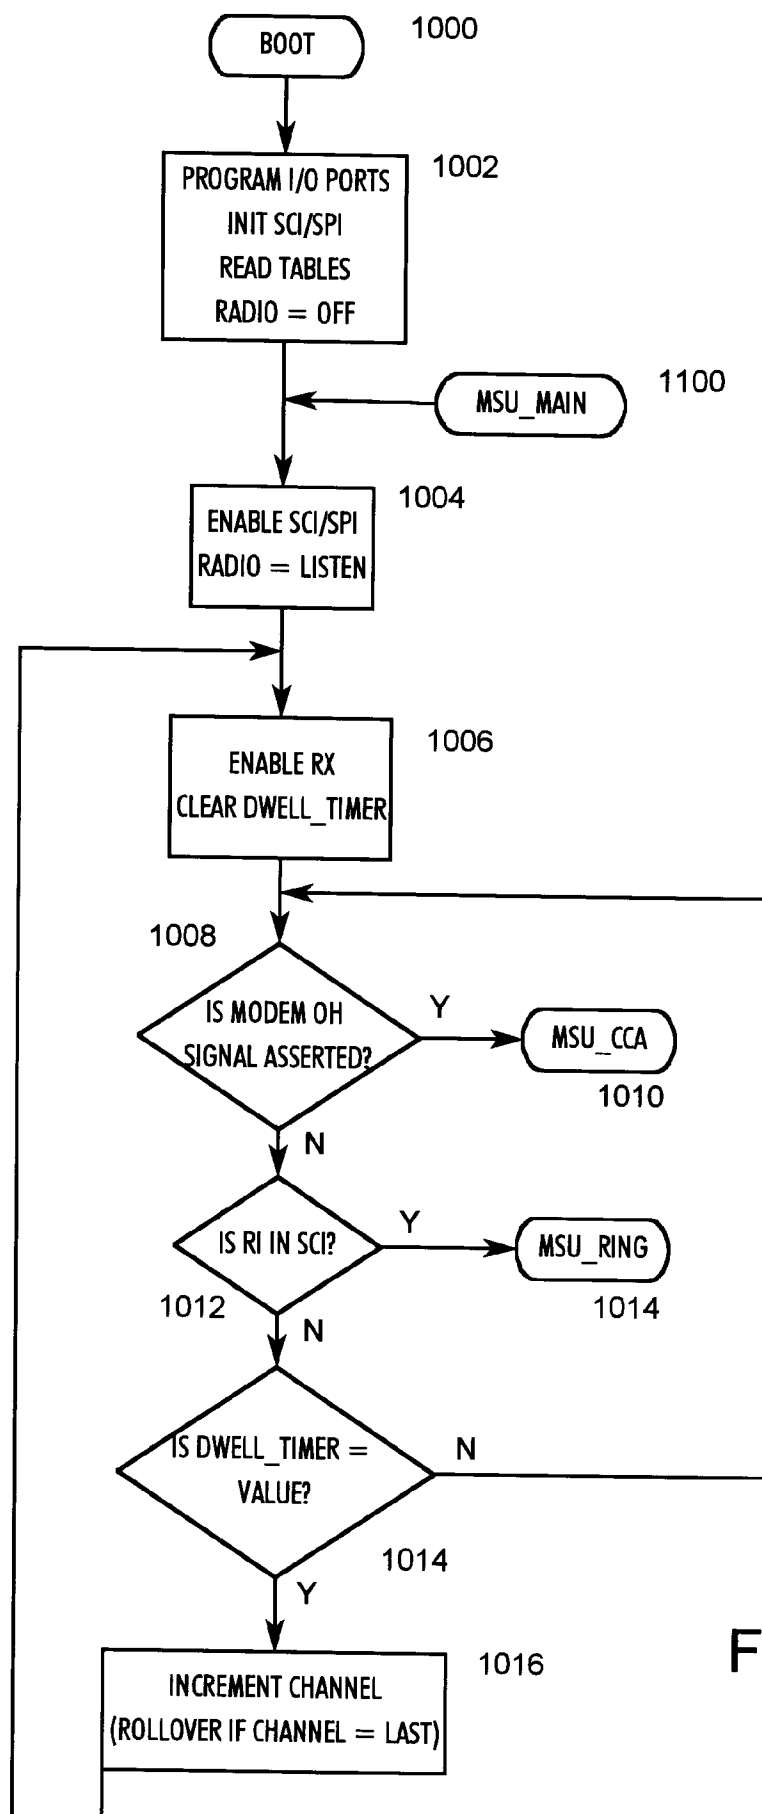 BOOT
1000
PROGRAM I/O PORTS
INIT SCI/SPI
READ TABLES
RADIO = OFF
1002
MSU_MAIN
1100
ENABLE SCI/SPI
RADIO = LISTEN
1004
ENABLE RX
CLEAR DWELL_TIMER
1006
1008
IS MODEM OH
SIGNAL ASSERTED?
Y
MSU_CCA
1010
N
IS RI IN SCI?
Y
MSU_RING
1012
1014
N
IS DWELL_TIMER =
VALUE?
N
1014
Y
INCREMENT CHANNEL
(ROLLOVER IF CHANNEL = LAST)
1016
F